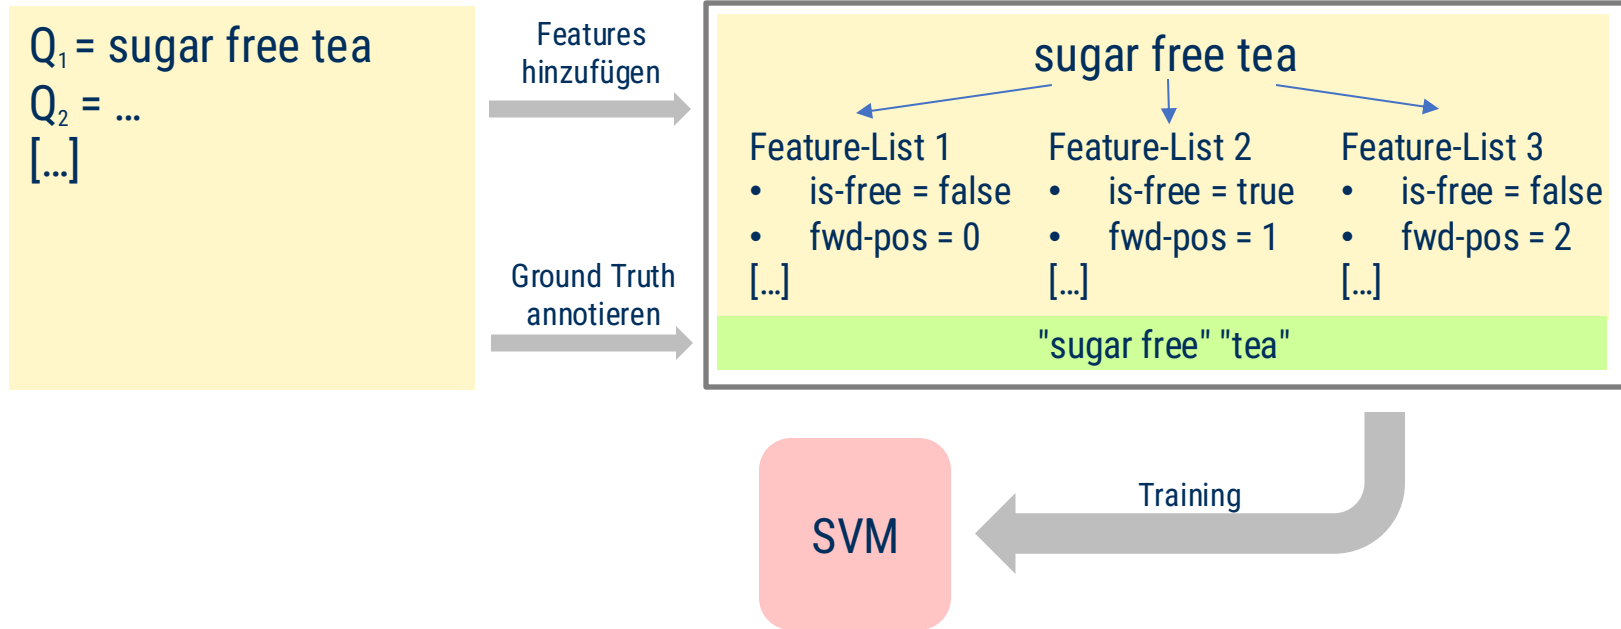 Q1 = sugar free tea
Q2 = ...
[...]
Features
hinzufügen
Ground Truth
annotieren
sugar free tea
Feature-List 1
• is-free = false
• fwd-pos = 0
[...]
Feature-List 2
• is-free = true
• fwd-pos = 1
[...]
Feature-List 3
• is-free = false
• fwd-pos = 2
[...]
"sugar free" "tea"
Training
SVM